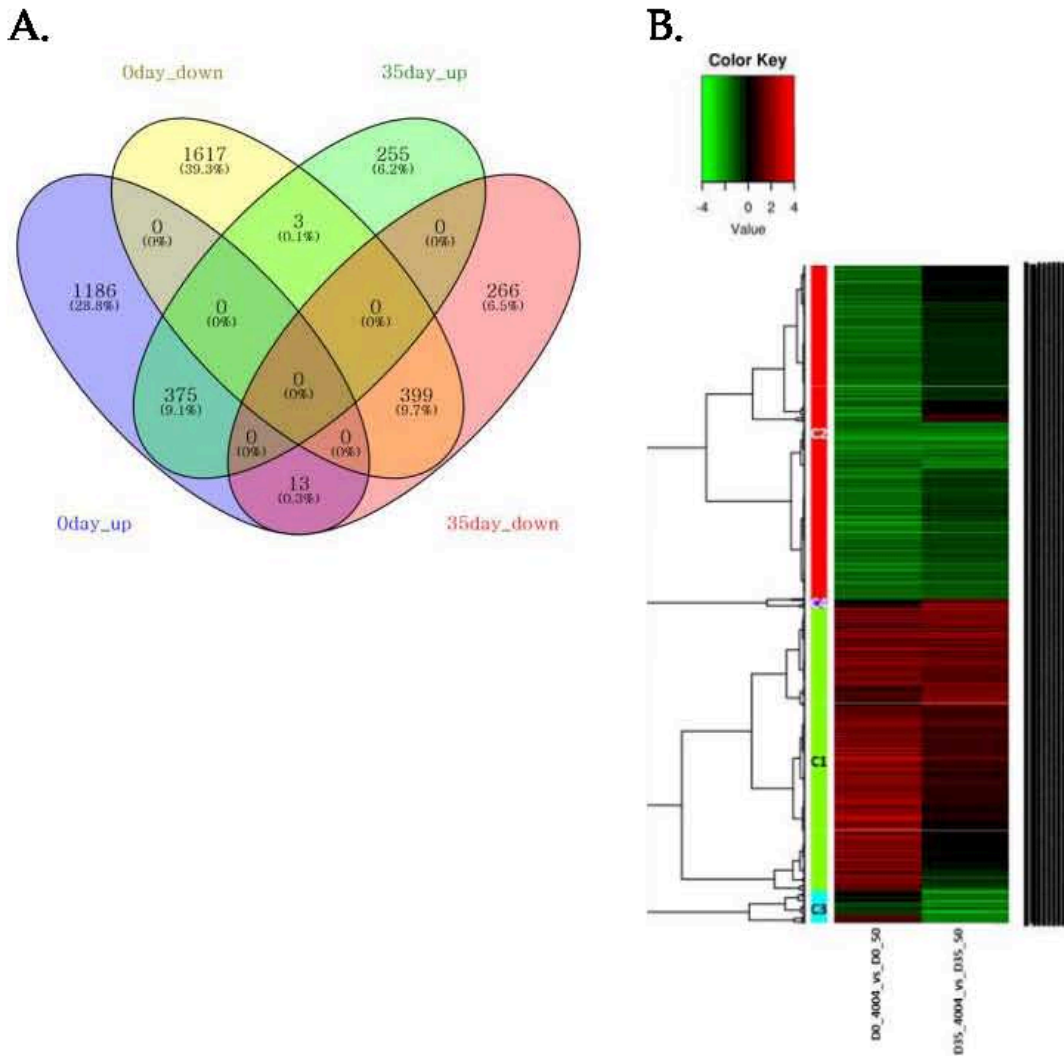 A.
B.
0day_down
35day_up
1617
(39.3%)
255
(6.2%)
0
(0%)
3
(0.1%)
0
(0%)
1186
(28.8%)
0
(0%)
0
(0%)
266
(6.5%)
375
(9.1%)
0
(0%)
399
(9.7%)
0
(0%)
0
(0%)
13
(0.3%)
0day_up
35day_down
Color Key
-4 0 2 4
Value
C2
C1
C3
D0_4004_vs_D0_50
D35_4004_vs_D35_50